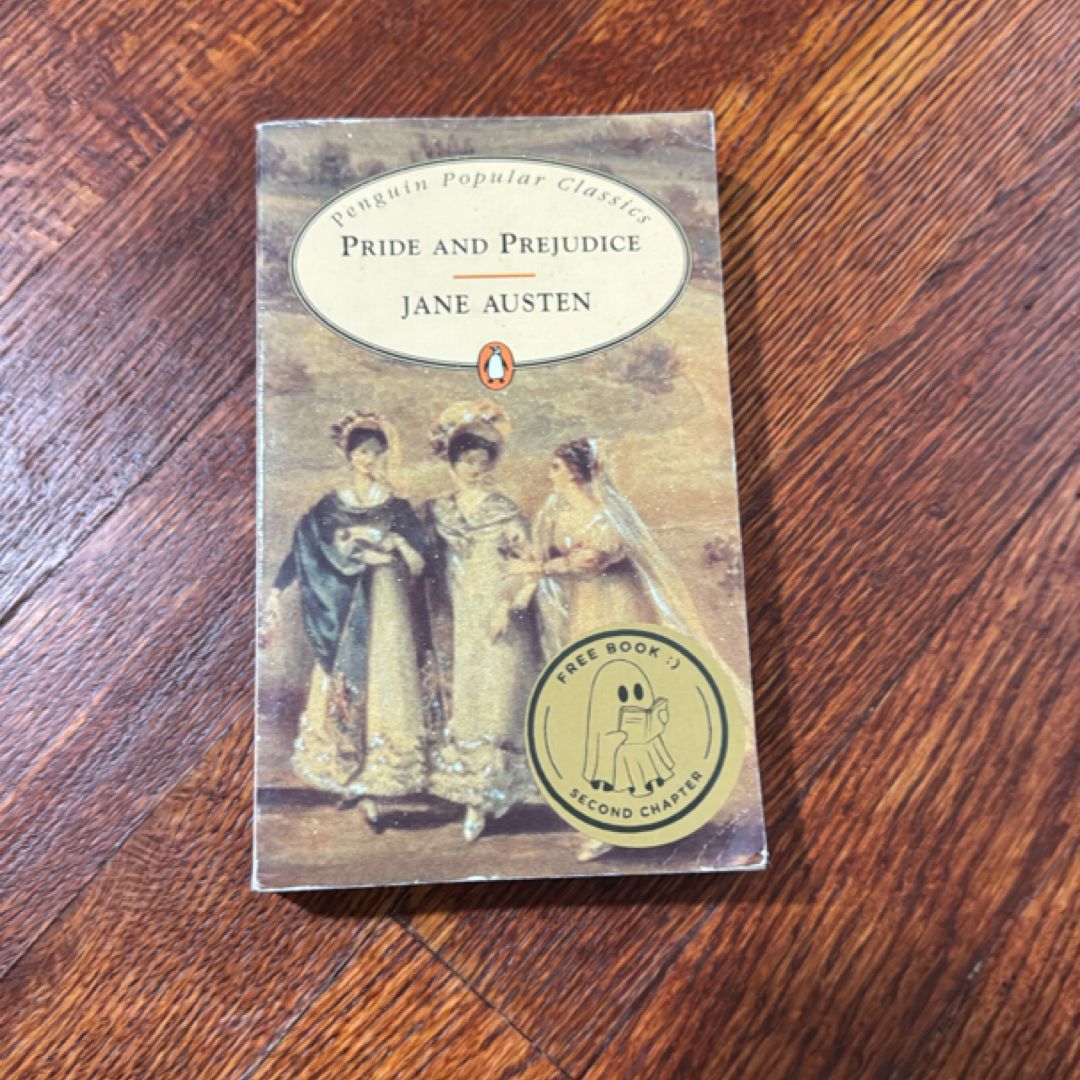 Penguin Popular Classics
PRIDE AND PREJUDICE
JANE AUSTEN
FREE BOOK :)
SECOND CHAPTER